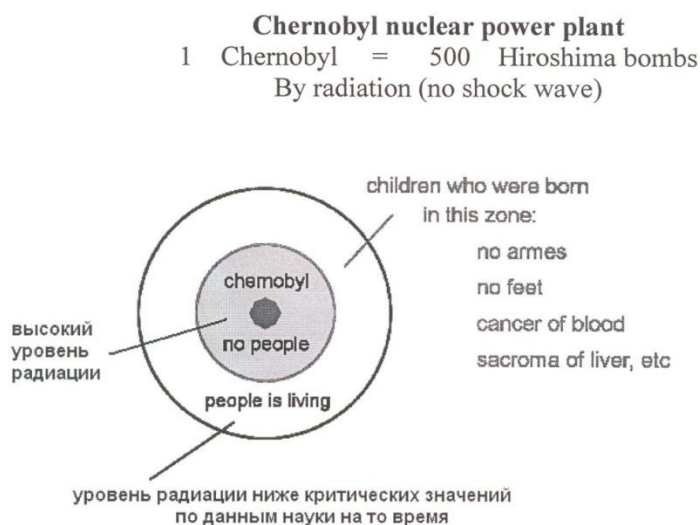 Chernobyl nuclear power plant
1 Chernobyl = 500 Hiroshima bombs
By radiation (no shock wave)
children who were born
in this zone:
no armes
no feet
cancer of blood
sacroma of liver, etc
chernobyl
no people
people is living
высокий
уровень
радиации
уровень радиации ниже критических значений
по данным науки на то время